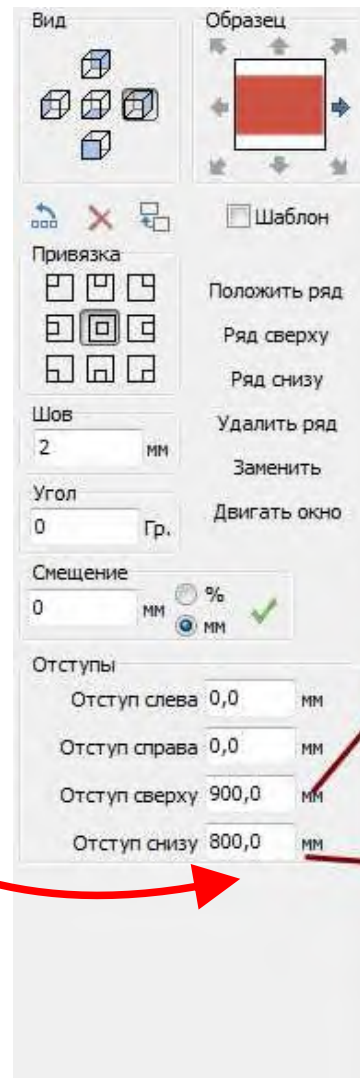 Вид
Образец
Шаблон
Привязка
Положить ряд
Ряд сверху
Ряд снизу
Шов
2 мм
Удалить ряд
Заменить
Угол
0 Гр.
Двигать окно
Смещение
0 мм
%
мм
Отступы
Отступ слева 0,0 мм
Отступ справа 0,0 мм
Отступ сверху 900,0 мм
Отступ снизу 800,0 мм